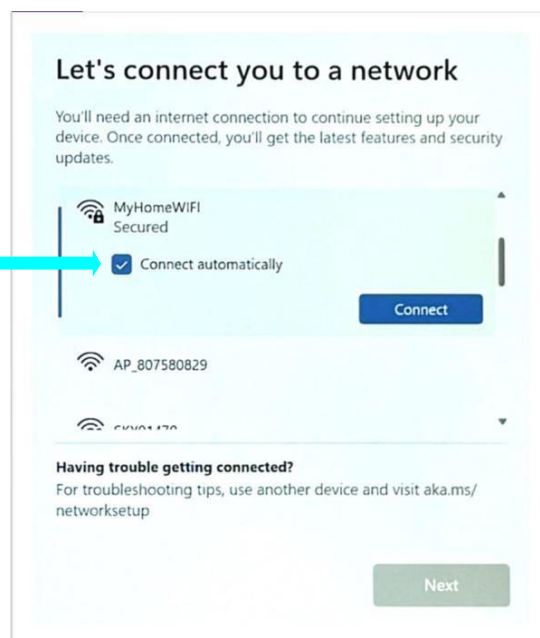 Let's connect you to a network
You'll need an internet connection to continue setting up your
device. Once connected, you'll get the latest features and security
updates.
MyHomeWIFI
Secured
Connect automatically
Connect
AP_807580829
Having trouble getting connected?
For troubleshooting tips, use another device and visit aka.ms/
networksetup
Next